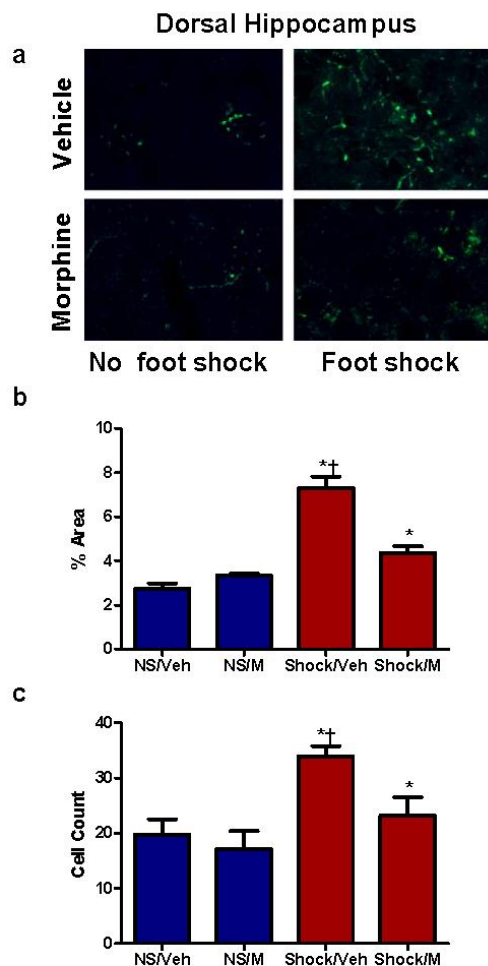 Dorsal Hippocampus
a
Vehicle
Morphine
No foot shock
Foot shock
b
10
8
6
4
2
0
% Area
*†
*
NS/Veh
NS/M
Shock/Veh
Shock/M
c
40
30
20
10
0
Cell Count
*†
*
NS/Veh
NS/M
Shock/Veh
Shock/M